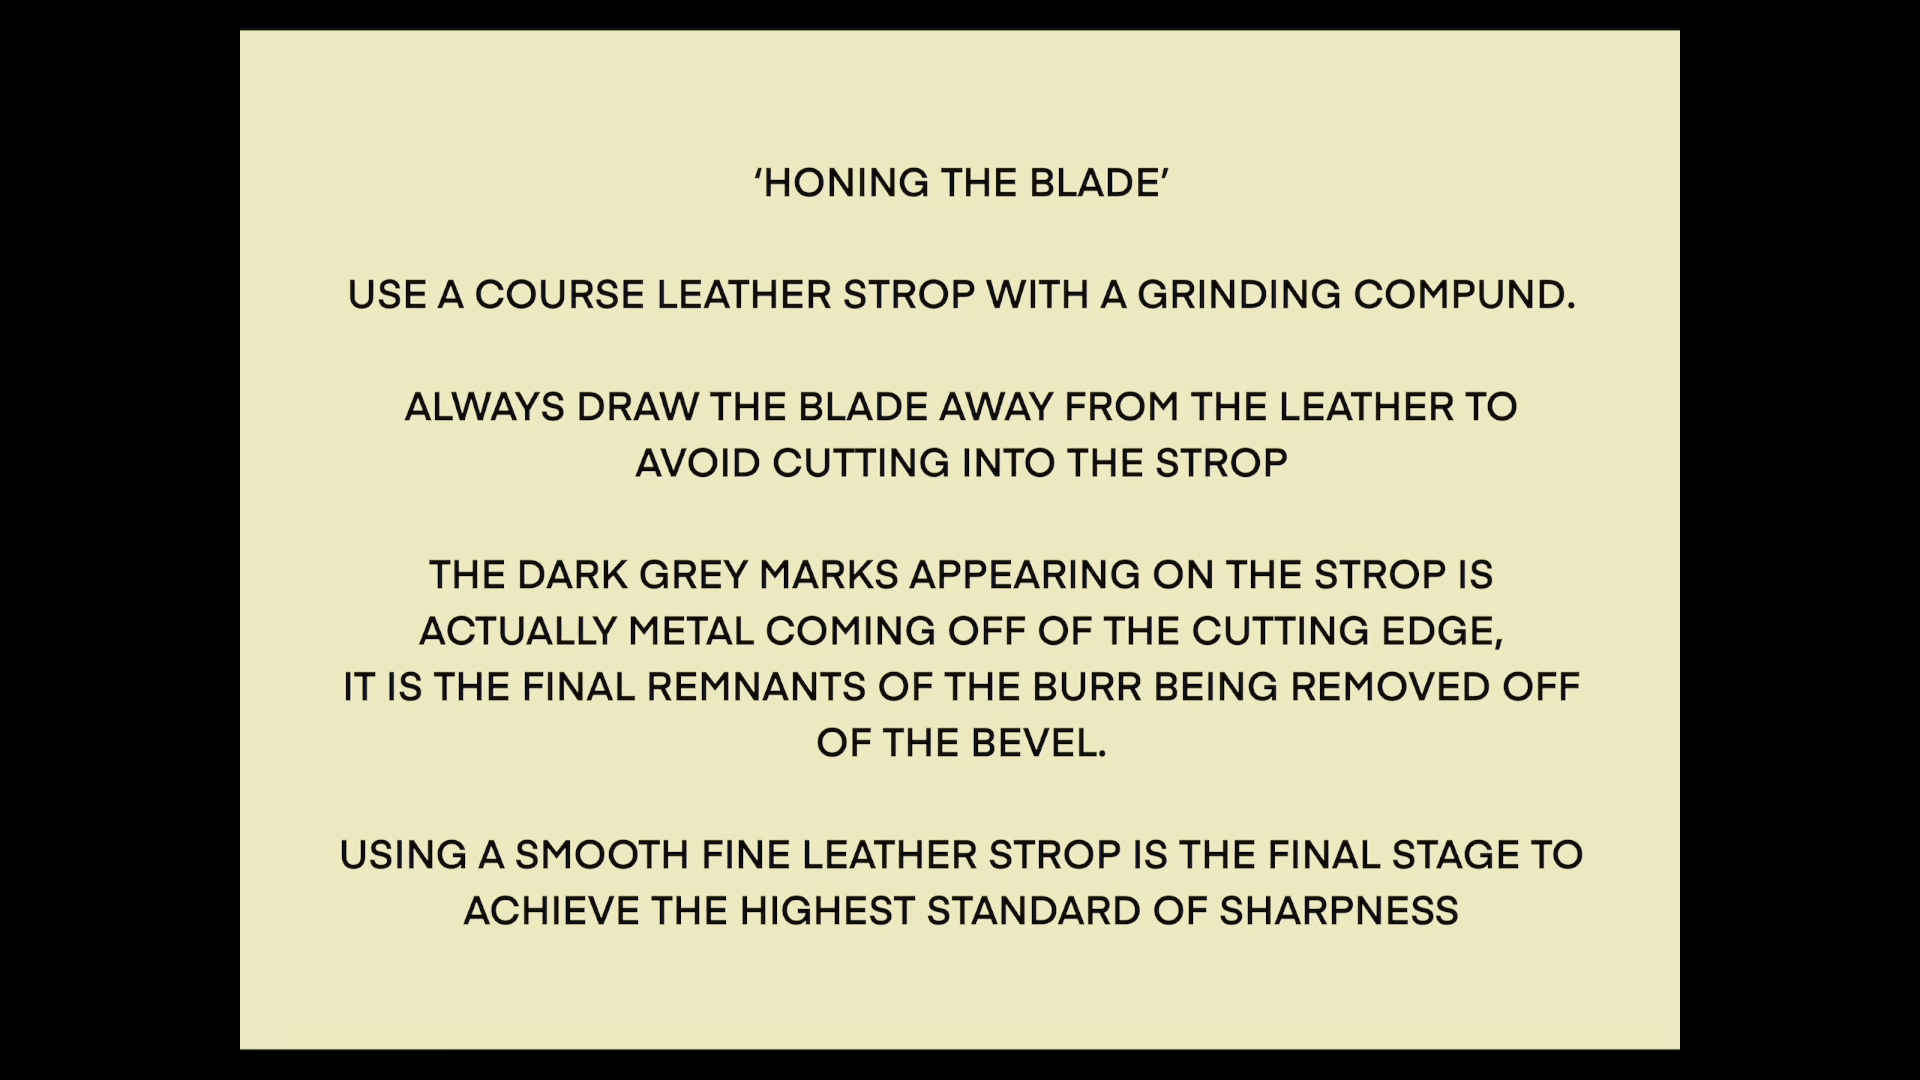 ‘HONING THE BLADE’
USE A COURSE LEATHER STROP WITH A GRINDING COMPUND.
ALWAYS DRAW THE BLADE AWAY FROM THE LEATHER TO
AVOID CUTTING INTO THE STROP
THE DARK GREY MARKS APPEARING ON THE STROP IS
ACTUALLY METAL COMING OFF OF THE CUTTING EDGE,
IT IS THE FINAL REMNANTS OF THE BURR BEING REMOVED OFF
OF THE BEVEL.
USING A SMOOTH FINE LEATHER STROP IS THE FINAL STAGE TO
ACHIEVE THE HIGHEST STANDARD OF SHARPNESS